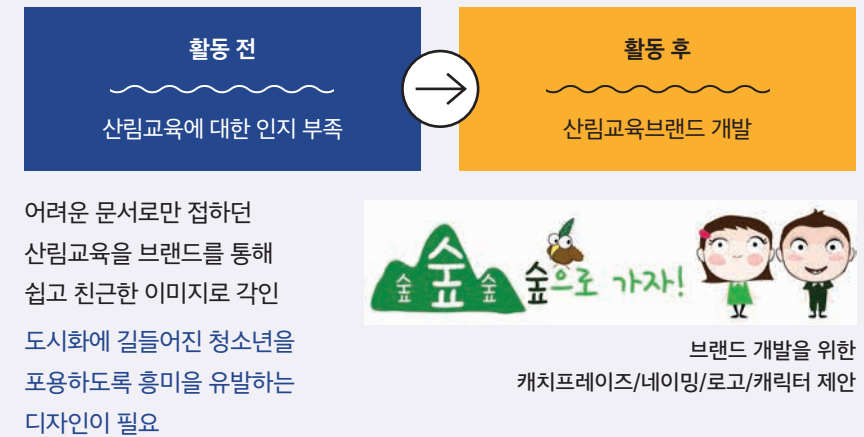 활동 전
산림교육에 대한 인지 부족
활동 후
산림교육브랜드 개발
어려운 문서로만 접하던
산림교육을 브랜드를 통해
쉽고 친근한 이미지로 각인
도시화에 길들어진 청소년을
포용하도록 흥미을 유발하는
디자인이 필요
숲 숲 숲 숲으로 가자!
브랜드 개발을 위한
캐치프레이즈/네이밍/로고/캐릭터 제안